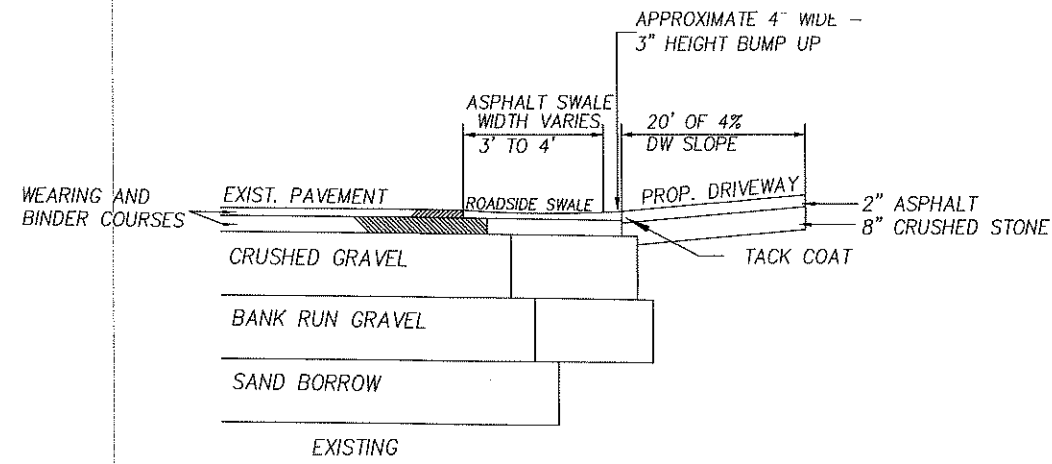 APPROXIMATE 4" WIDE –
3" HEIGHT BUMP UP
ASPHALT SWALE
WIDTH VARIES
3' TO 4'
20' OF 4%
DW SLOPE
WEARING AND
BINDER COURSES
EXIST. PAVEMENT
ROADSIDE SWALE
PROP. DRIVEWAY
2" ASPHALT
8" CRUSHED STONE
TACK COAT
CRUSHED GRAVEL
BANK RUN GRAVEL
SAND BORROW
EXISTING